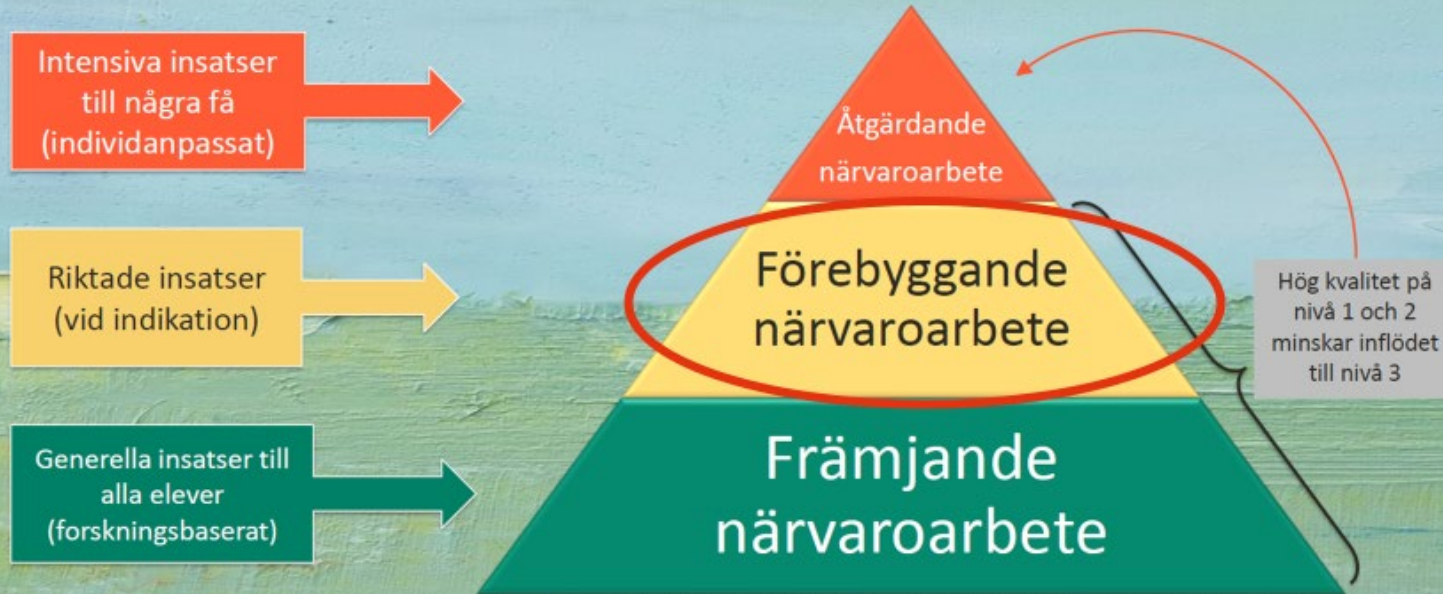 Intensiva insatser
till några få
(individanpassat)
Åtgärdande
närvaroarbete
Riktade insatser
(vid indikation)
Förebyggande
närvaroarbete
Hög kvalitet på
nivå 1 och 2
minskar inflödet
till nivå 3
Generella insatser till
alla elever
(forskningsbaserat)
Främjande
närvaroarbete